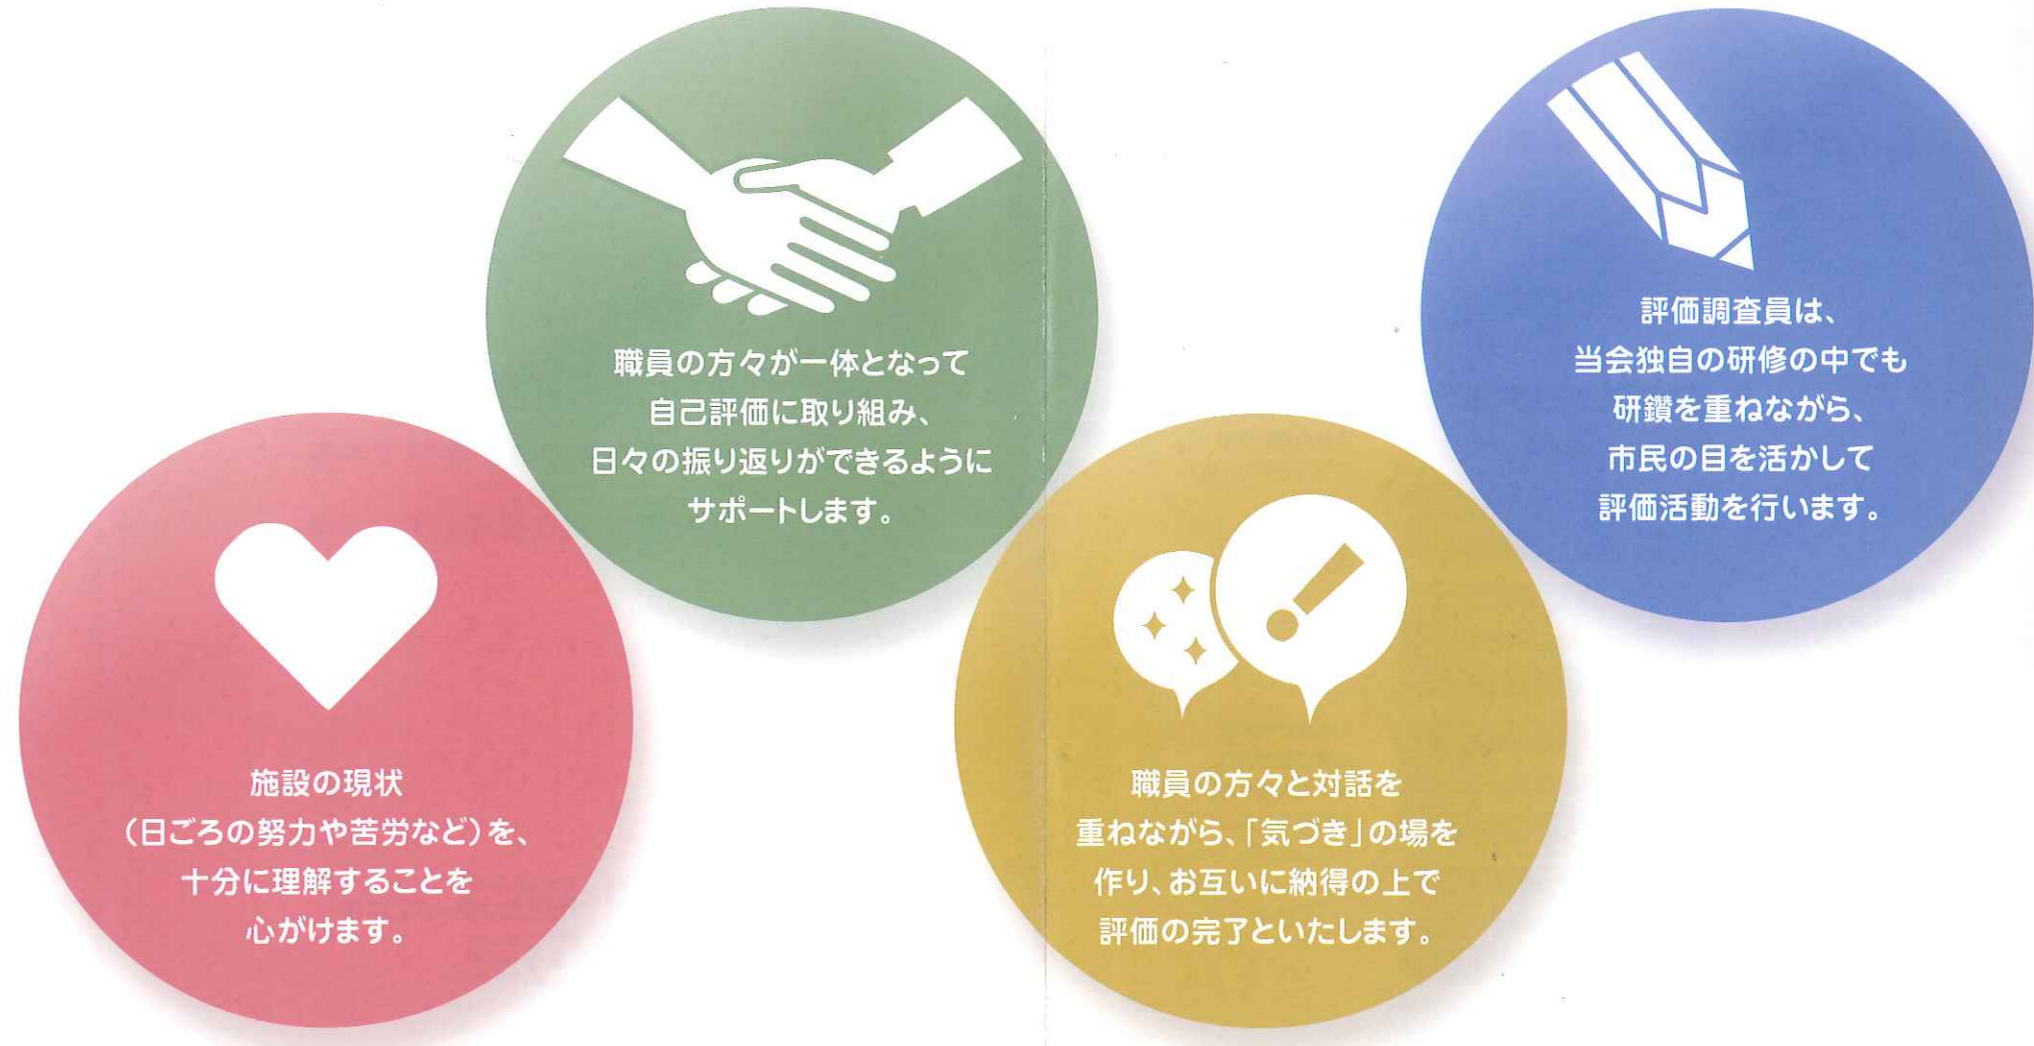 施設の現状
（日ごろの努力や苦労など）を、
十分に理解することを
心がけます。
職員の方々が一体となって
自己評価に取り組み、
日々の振り返りができるように
サポートします。
職員の方々と対話を
重ねながら、「気づき」の場を
作り、お互いに納得の上で
評価の完了といたします。
評価調査員は、
当会独自の研修の中でも
研鑽を重ねながら、
市民の目を活かして
評価活動を行います。